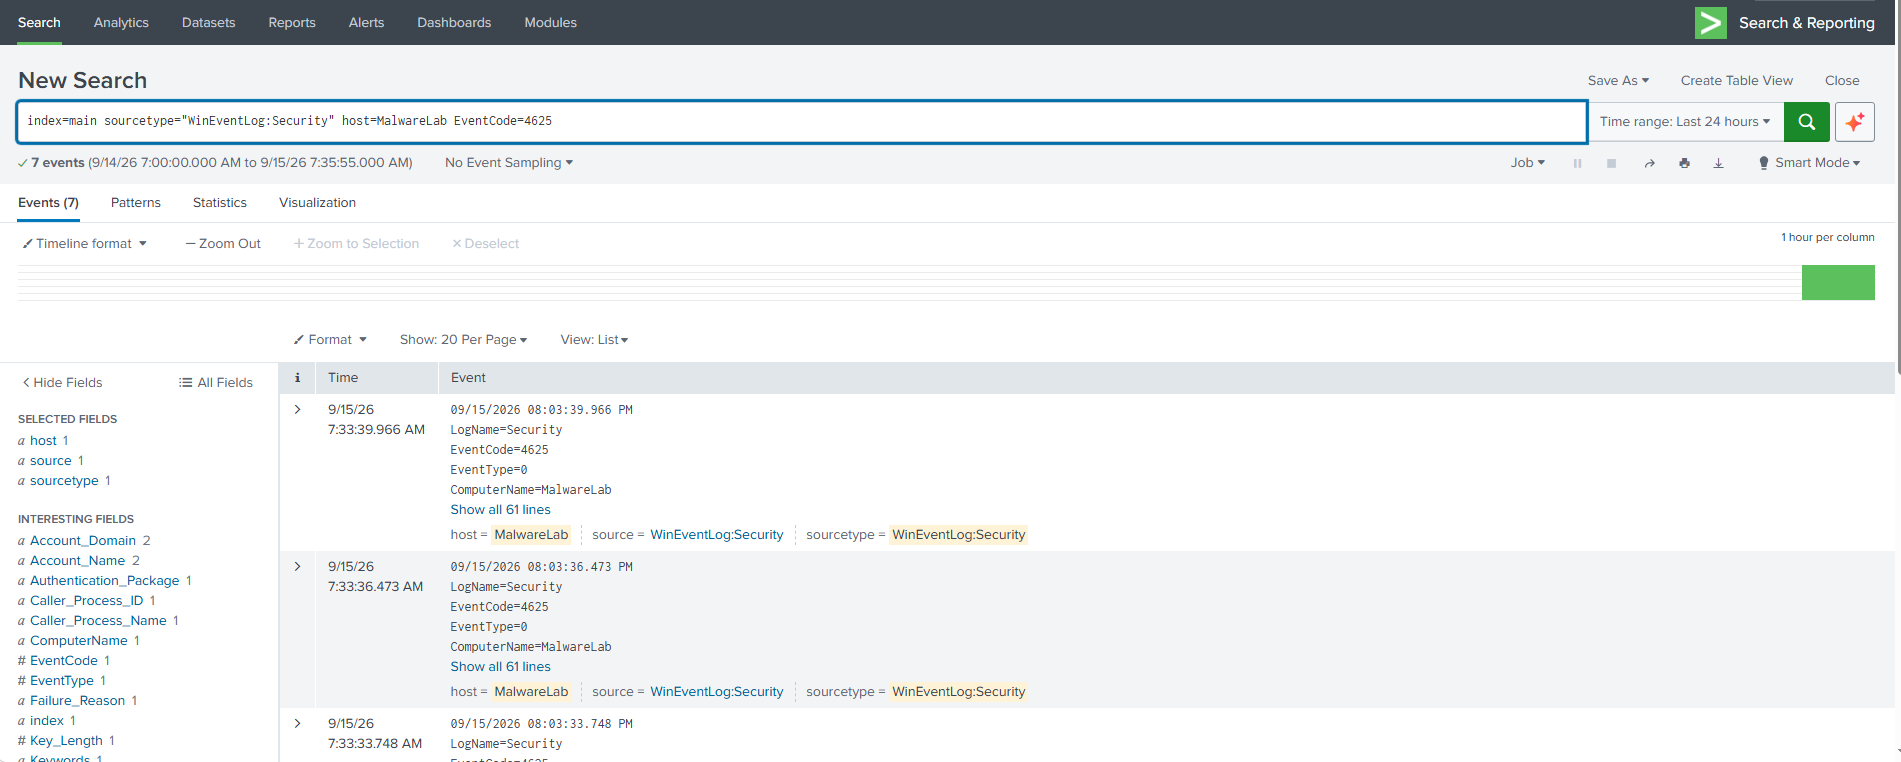 Search Analytics Datasets Reports Alerts Dashboards Modules Search & Reporting
New Search Save As Create Table View Close
index=main sourcetype="WinEventLog:Security" host=MalwareLab EventCode=4625 Time range: Last 24 hours
7 events (9/14/26 7:00:00.000 AM to 9/15/26 7:35:55.000 AM) No Event Sampling Job Smart Mode
Events (7) Patterns Statistics Visualization
Timeline format — Zoom Out + Zoom to Selection × Deselect 1 hour per column
Format Show: 20 Per Page View: List
< Hide Fields All Fields i Time Event
SELECTED FIELDS
a host 1
a source 1
a sourcetype 1
INTERESTING FIELDS
a Account_Domain 2
a Account_Name 2
a Authentication_Package 1
a Caller_Process_ID 1
a Caller_Process_Name 1
a ComputerName 1
# EventCode 1
# EventType 1
a Failure_Reason 1
a index 1
# Key_Length 1
a Keywords 1
> 9/15/26 09/15/2026 08:03:39.966 PM
7:33:39.966 AM LogName=Security
EventCode=4625
EventType=0
ComputerName=MalwareLab
Show all 61 lines
host = MalwareLab source = WinEventLog:Security sourcetype = WinEventLog:Security
> 9/15/26 09/15/2026 08:03:36.473 PM
7:33:36.473 AM LogName=Security
EventCode=4625
EventType=0
ComputerName=MalwareLab
Show all 61 lines
host = MalwareLab source = WinEventLog:Security sourcetype = WinEventLog:Security
> 9/15/26 09/15/2026 08:03:33.748 PM
7:33:33.748 AM LogName=Security
EventCode=4625